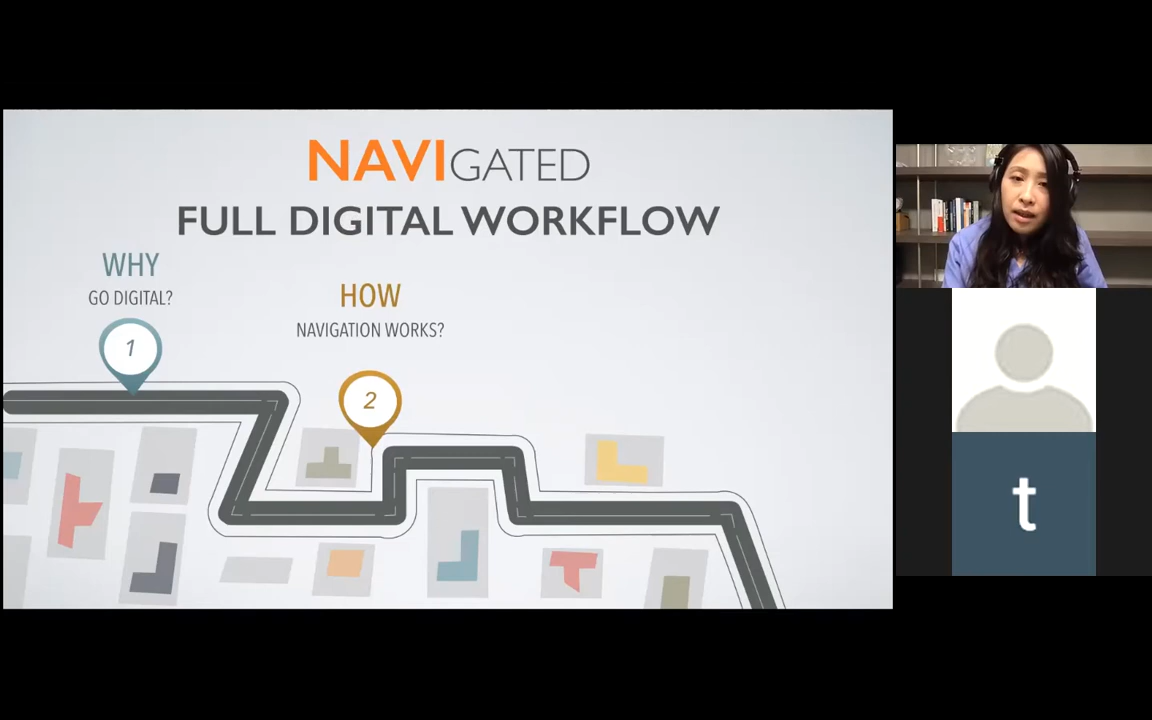 NAVIGATED
FULL DIGITAL WORKFLOW
WHY
GO DIGITAL?
1
HOW
NAVIGATION WORKS?
2
t